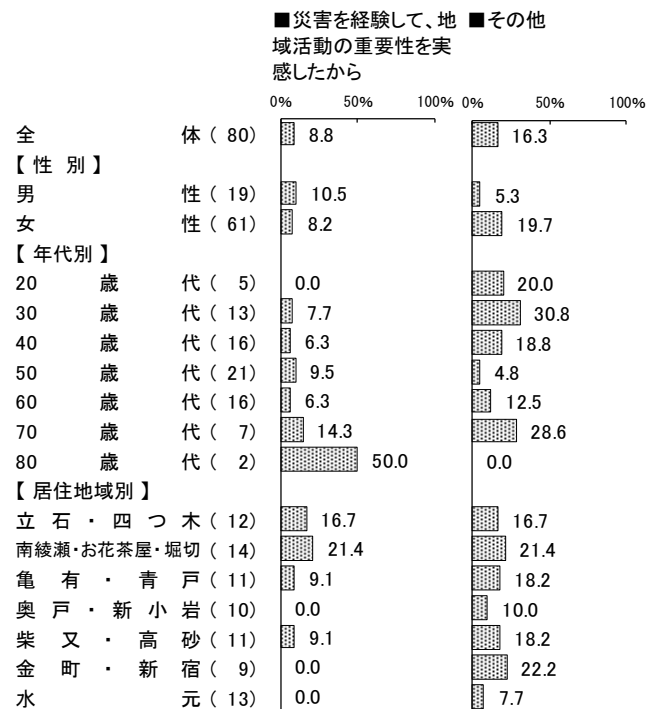 ■災害を経験して、地 ■その他
域活動の重要性を実
感したから
0% 50% 100% 0% 50% 100%
全体 ( 80) 8.8 16.3
【 性 別 】
男性 ( 19) 10.5 5.3
女性 ( 61) 8.2 19.7
【 年代別 】
20歳代 ( 5) 0.0 20.0
30歳代 ( 13) 7.7 30.8
40歳代 ( 16) 6.3 18.8
50歳代 ( 21) 9.5 4.8
60歳代 ( 16) 6.3 12.5
70歳代 ( 7) 14.3 28.6
80歳代 ( 2) 50.0 0.0
【 居住地域別 】
立石・四つ木 ( 12) 16.7 16.7
南綾瀬・お花茶屋・堀切 ( 14) 21.4 21.4
亀有・青戸 ( 11) 9.1 18.2
奥戸・新小岩 ( 10) 0.0 10.0
柴又・高砂 ( 11) 9.1 18.2
金町・新宿 ( 9) 0.0 22.2
水元 ( 13) 0.0 7.7